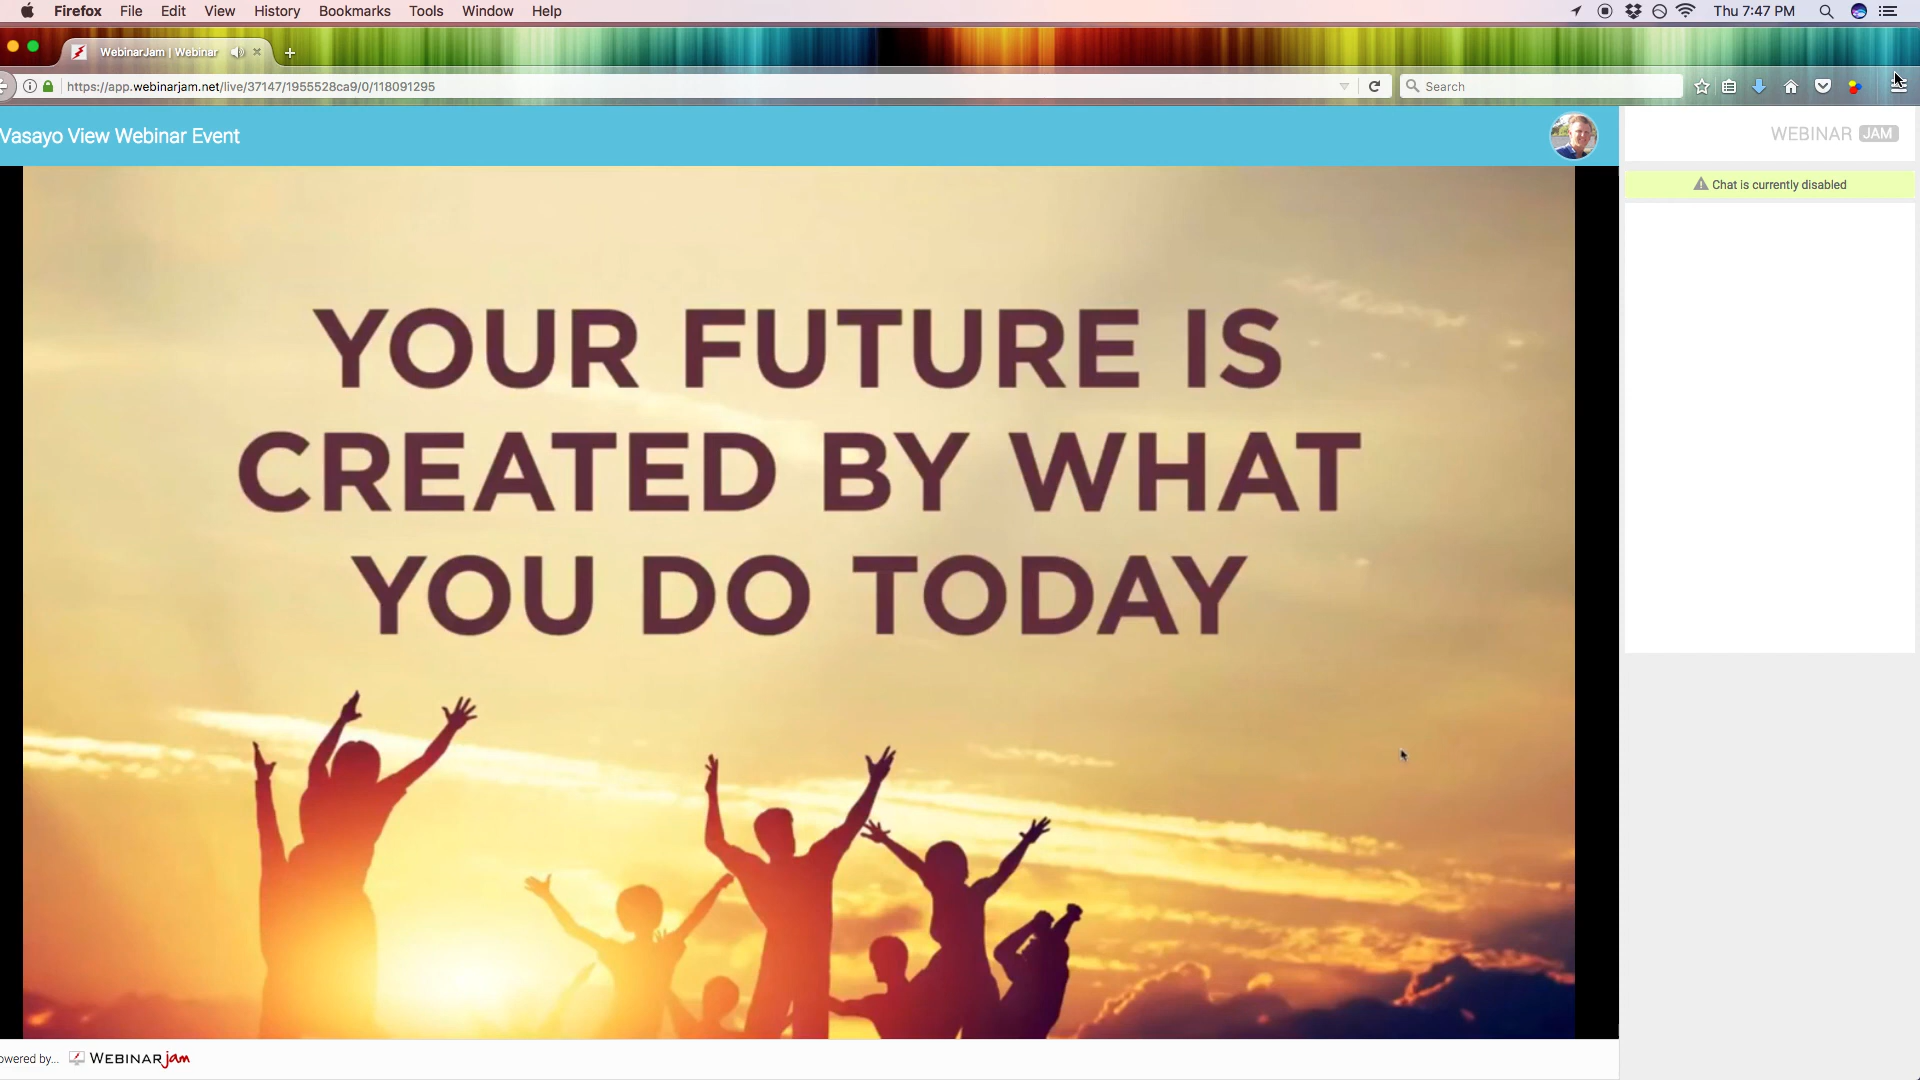 Firefox File Edit View History Bookmarks Tools Window Help Thu 7:47 PM
WebinarJam | Webinar
https://app.webinarjam.net/live/37147/1955528ca9/0/118091295 Search
Vasayo View Webinar Event
WEBINAR JAM
Chat is currently disabled
YOUR FUTURE IS
CREATED BY WHAT
YOU DO TODAY
owered by... WEBINARjam